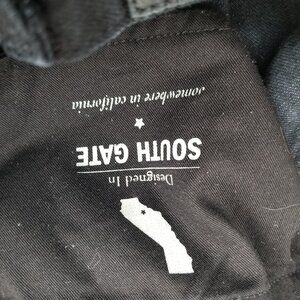 Designed In
SOUTH GATE
somewhere in california